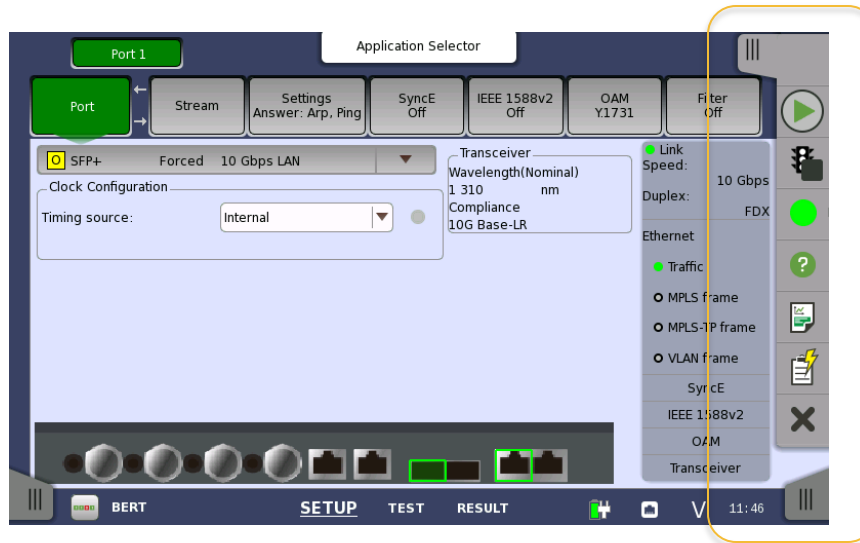 Port 1
Application Selector
Port
Stream
Settings
Answer: Arp, Ping
SyncE
Off
IEEE 1588v2
Off
OAM
Y.1731
Filter
Off
O SFP+ Forced 10 Gbps LAN
Clock Configuration
Timing source: Internal
Transceiver
Wavelength(Nominal)
1 310 nm
Compliance
10G Base-LR
Link
Speed:
10 Gbps
Duplex:
FDX
Ethernet
Traffic
MPLS frame
MPLS-TP frame
VLAN frame
SyncE
IEEE 1588v2
OAM
Transceiver
?
BERT
SETUP
TEST
RESULT
V
11:46